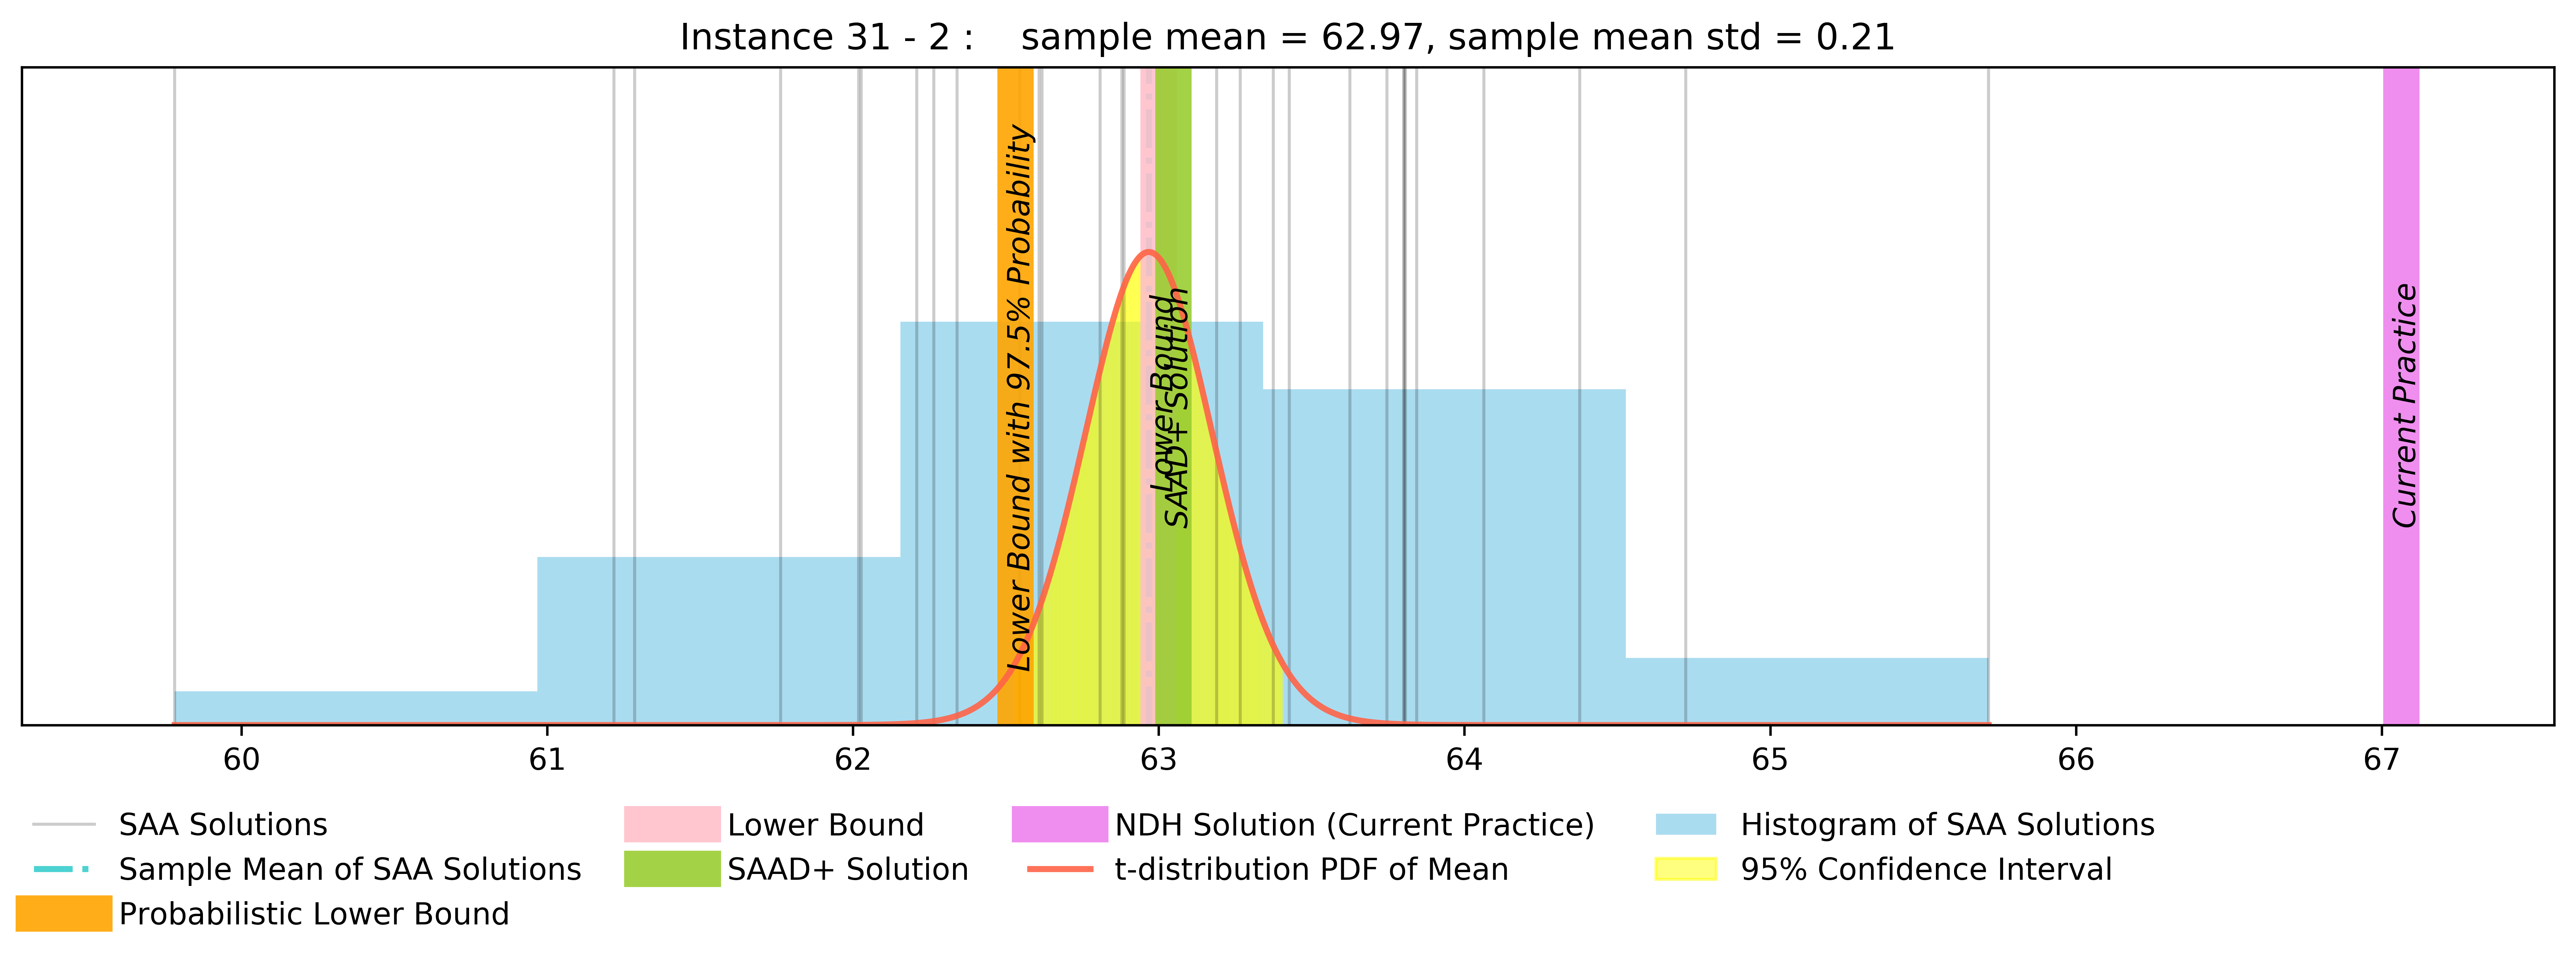 Instance 31 - 2 :    sample mean = 62.97, sample mean std = 0.21
Lower Bound with 97.5% Probability
Lower Bound
SAAD+ Solution
Current Practice
60 61 62 63 64 65 66 67
SAA Solutions
Sample Mean of SAA Solutions
Probabilistic Lower Bound
Lower Bound
SAAD+ Solution
NDH Solution (Current Practice)
t-distribution PDF of Mean
Histogram of SAA Solutions
95% Confidence Interval